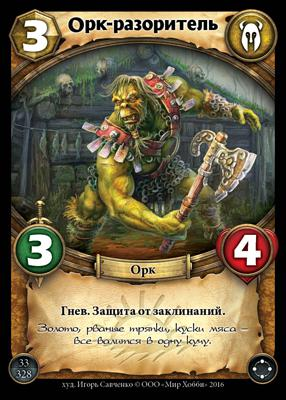 3
Орк-разоритель
3
4
Орк
Гнев. Защита от заклинаний.
Золото, рваные тряпки, куски мяса –
все валится в одну кучу.
33
328
худ. Игорь Савченко © ООО «Мир Хобби» 2016